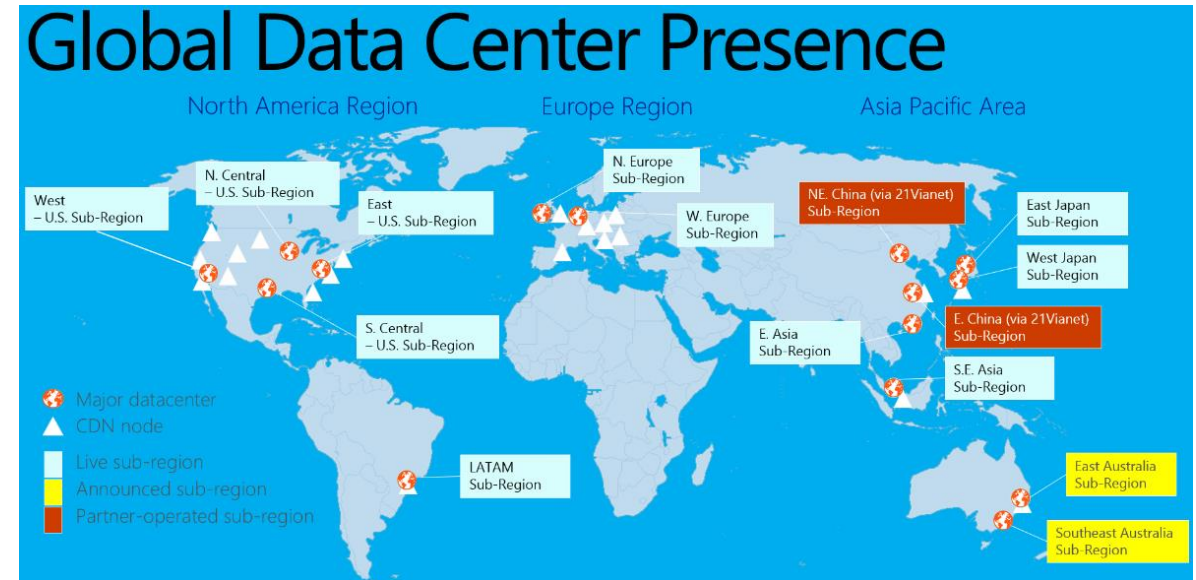 Global Data Center Presence
North America Region
Europe Region
Asia Pacific Area
West
– U.S. Sub-Region
N. Central
– U.S. Sub-Region
East
– U.S. Sub-Region
S. Central
– U.S. Sub-Region
N. Europe
Sub-Region
W. Europe
Sub-Region
NE. China (via 21Vianet)
Sub-Region
East Japan
Sub-Region
West Japan
Sub-Region
E. China (via 21Vianet)
Sub-Region
E. Asia
Sub-Region
S.E. Asia
Sub-Region
LATAM
Sub-Region
East Australia
Sub-Region
Southeast Australia
Sub-Region
Major datacenter
CDN node
Live sub-region
Announced sub-region
Partner-operated sub-region